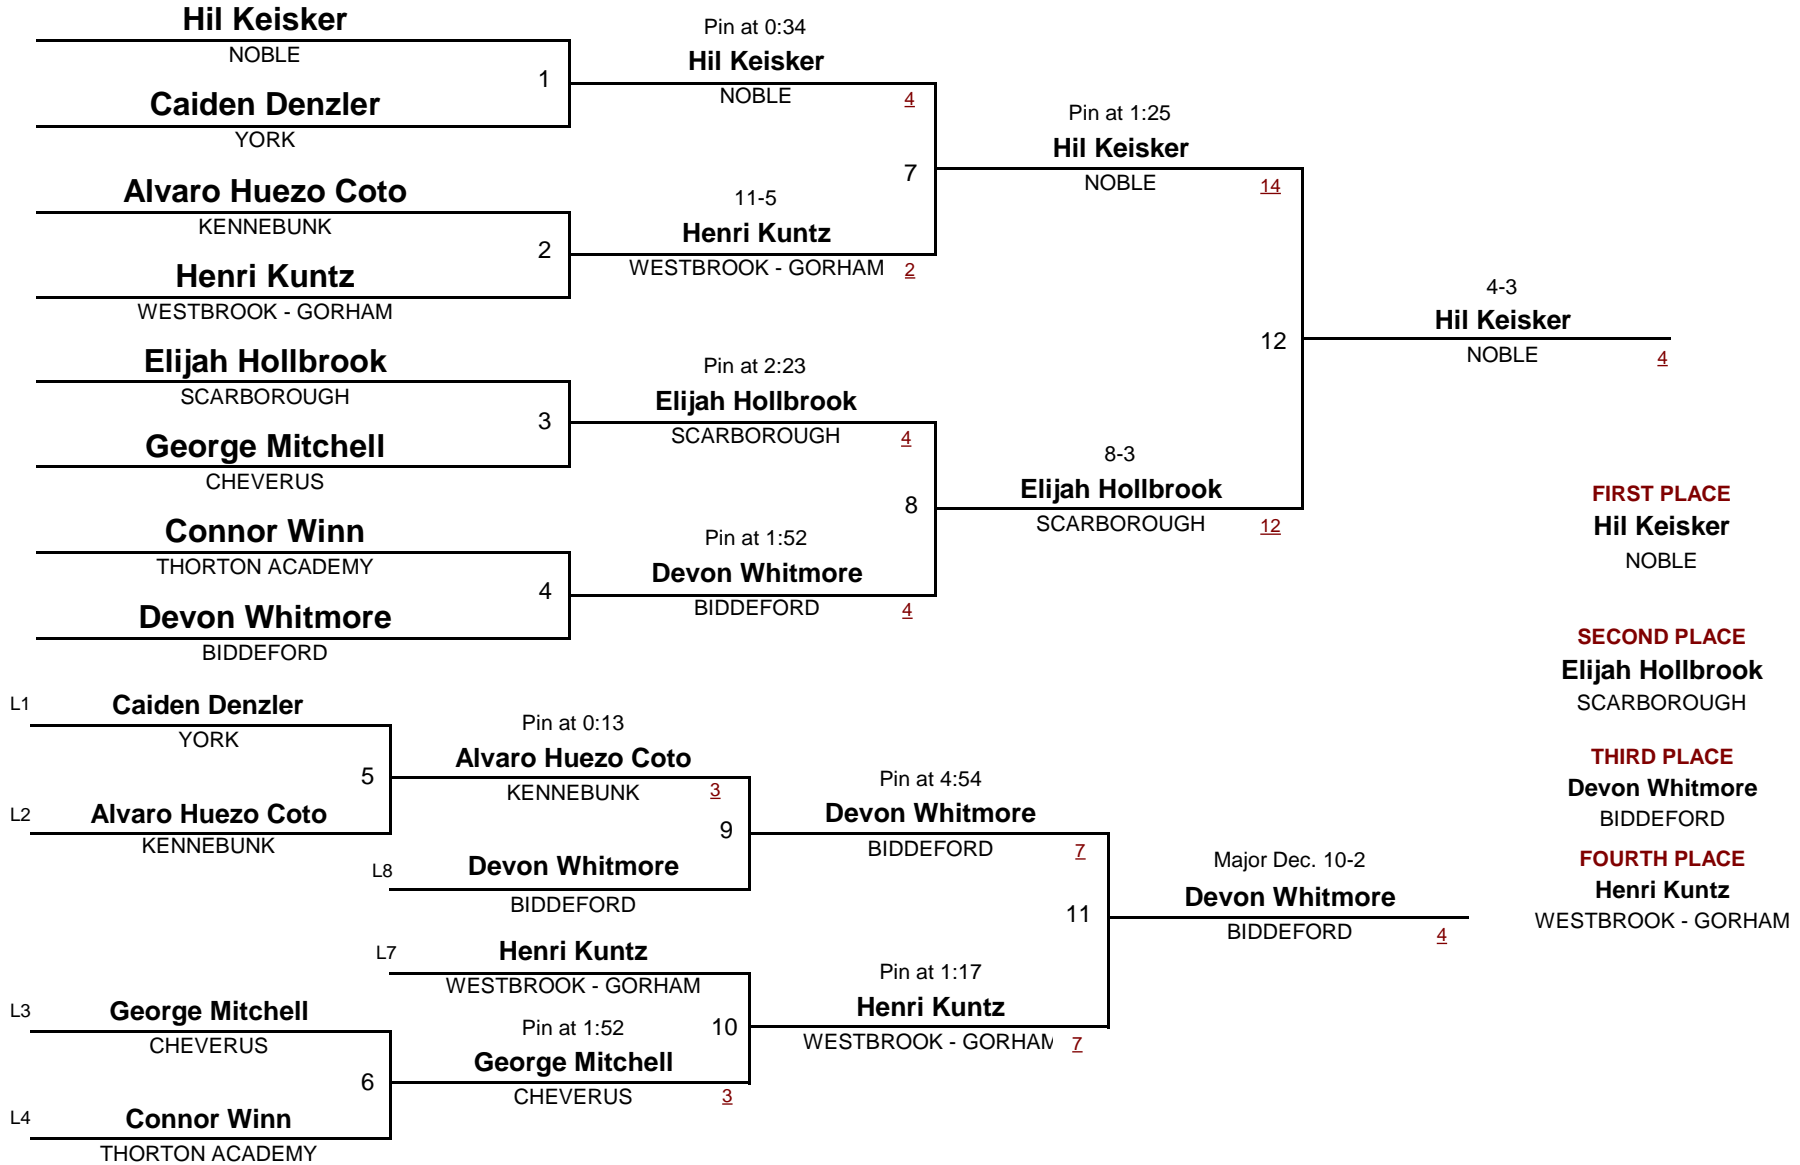 Hil Keisker
NOBLE
1
Caiden Denzler
YORK
Alvaro Huezo Coto
KENNEBUNK
2
Henri Kuntz
WESTBROOK - GORHAM
Elijah Hollbrook
SCARBOROUGH
3
George Mitchell
CHEVERUS
Connor Winn
THORTON ACADEMY
4
Devon Whitmore
BIDDEFORD
Pin at 0:34
Hil Keisker
NOBLE 4
7
11-5
Henri Kuntz
WESTBROOK - GORHAM 2
Pin at 2:23
Elijah Hollbrook
SCARBOROUGH 4
8
Pin at 1:52
Devon Whitmore
BIDDEFORD 4
Pin at 1:25
Hil Keisker
NOBLE 14
12
8-3
Elijah Hollbrook
SCARBOROUGH 12
4-3
Hil Keisker
NOBLE 4
FIRST PLACE
Hil Keisker
NOBLE
SECOND PLACE
Elijah Hollbrook
SCARBOROUGH
THIRD PLACE
Devon Whitmore
BIDDEFORD
FOURTH PLACE
Henri Kuntz
WESTBROOK - GORHAM
L1 Caiden Denzler
YORK
5
L2 Alvaro Huezo Coto
KENNEBUNK
L3 George Mitchell
CHEVERUS
6
L4 Connor Winn
THORTON ACADEMY
Pin at 0:13
Alvaro Huezo Coto
KENNEBUNK 3
9
L8 Devon Whitmore
BIDDEFORD
L7 Henri Kuntz
WESTBROOK - GORHAM
Pin at 1:52 10
George Mitchell
CHEVERUS 3
Pin at 4:54
Devon Whitmore
BIDDEFORD 7
11
Pin at 1:17
Henri Kuntz
WESTBROOK - GORHAM 7
Major Dec. 10-2
Devon Whitmore
BIDDEFORD 4